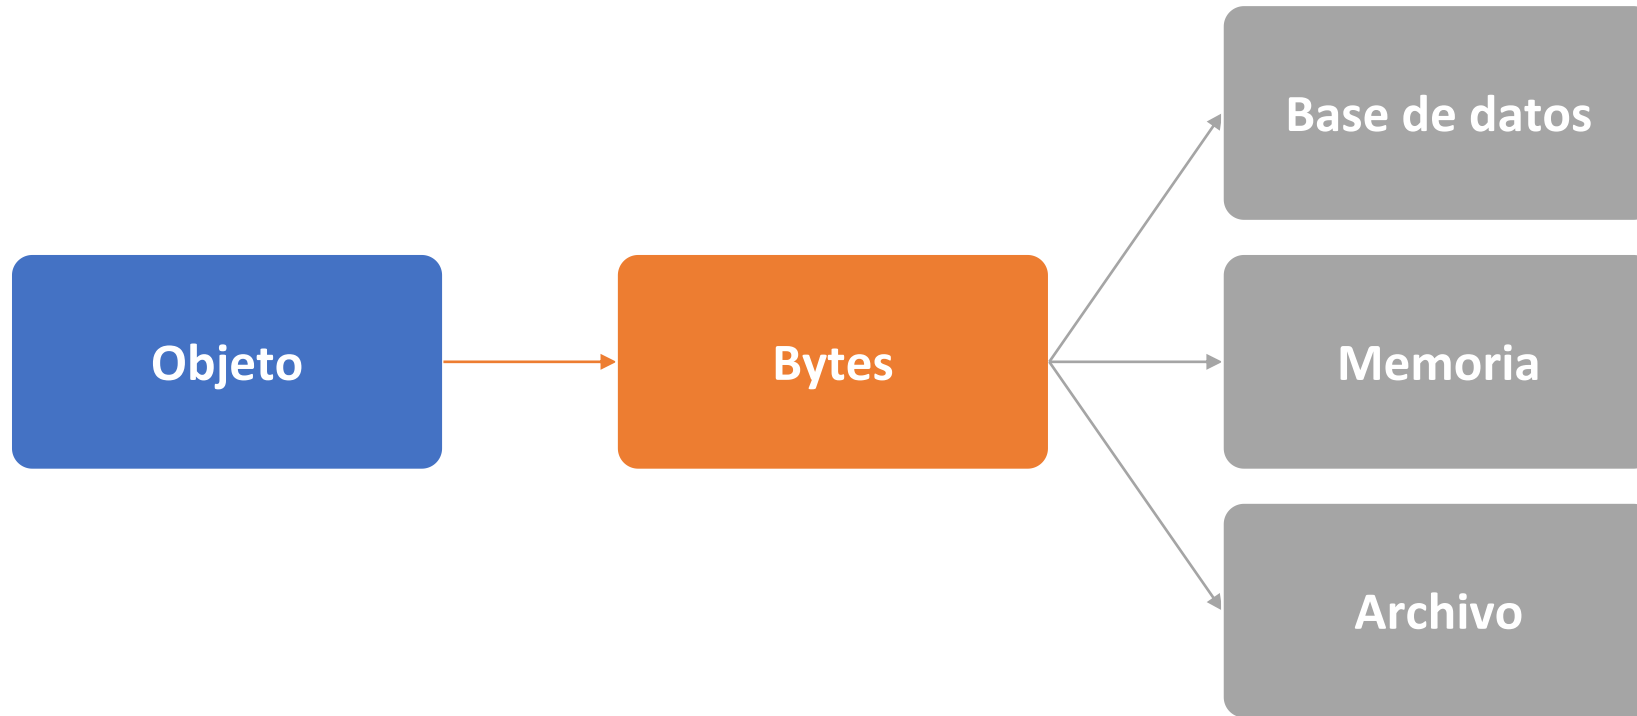 Base de datos
Objeto
Bytes
Memoria
Archivo